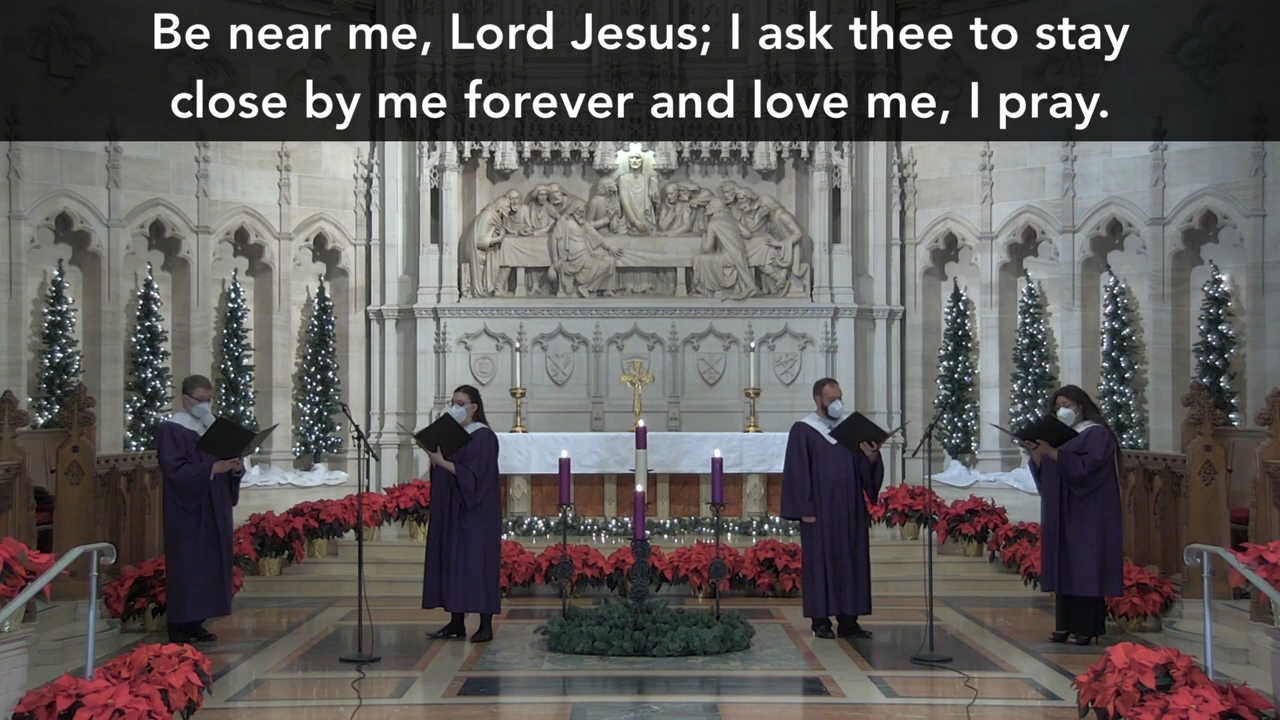 Be near me, Lord Jesus; I ask thee to stay
close by me forever and love me, I pray.